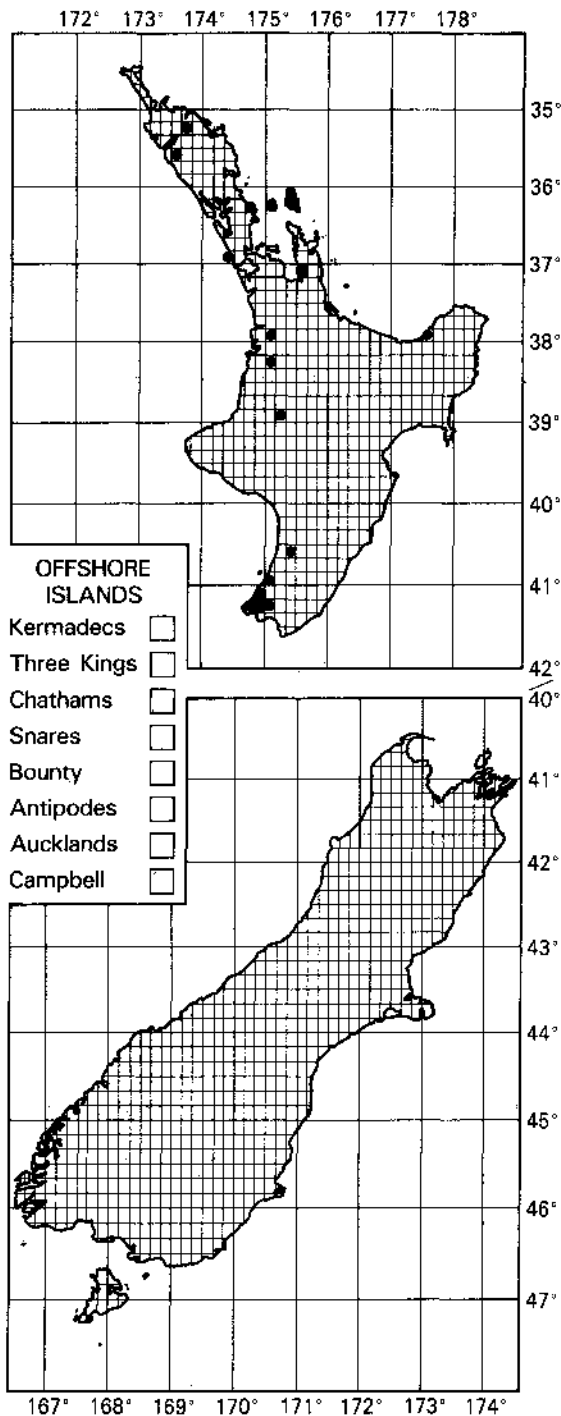 172° 173° 174° 175° 176° 177° 178°
35°
36°
37°
38°
39°
40°
41°
42°
OFFSHORE
ISLANDS
Kermadecs
Three Kings
Chathams
Snares
Bounty
Antipodes
Aucklands
Campbell
40°
41°
42°
43°
44°
45°
46°
47°
167° 168° 169° 170° 171° 172° 173° 174°